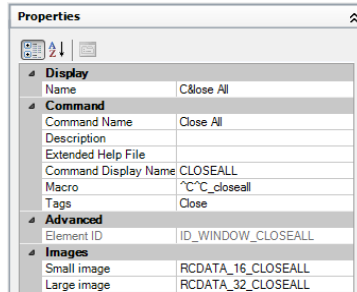 Properties
Display
Name C&lose All
Command
Command Name Close All
Description
Extended Help File
Command Display Name CLOSEALL
Macro ^C^C_closeall
Tags Close
Advanced
Element ID ID_WINDOW_CLOSEALL
Images
Small image RCDATA_16_CLOSEALL
Large image RCDATA_32_CLOSEALL